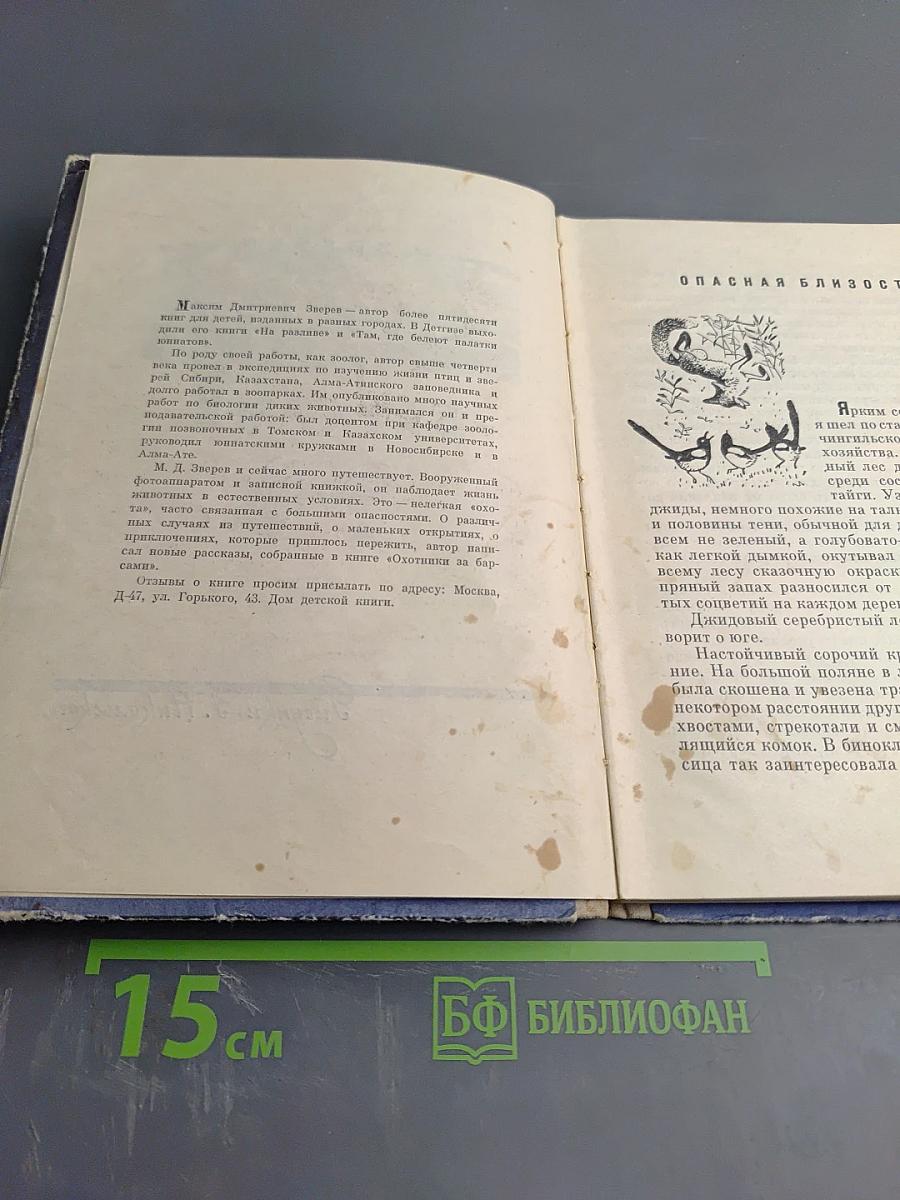 Максим Дмитриевич Зверев — автор более пятидесяти
книг для детей, изданных в разных городах. В Детгизе выхо-
дили его книги «На разливе» и «Там, где белеют палатки
юннатов».
По роду своей работы, как зоолог, автор свыше четверти
века провел в экспедициях по изучению жизни птиц и зве-
рей Сибири, Казахстана, Алма-Атинского заповедника и
долго работал в зоопарках. Им опубликовано много научных
работ по биологии диких животных. Занимался он и пре-
подавательской работой: был доцентом при кафедре зооло-
гии позвоночных в Томском и Казахском университетах,
руководил юннатскими кружками в Новосибирске и в
Алма-Ате.
М. Д. Зверев и сейчас много путешествует. Вооруженный
фотоаппаратом и записной книжкой, он наблюдает жизнь
животных в естественных условиях. Это — нелегкая «охо-
та», часто связанная с большими опасностями. О различ-
ных случаях из путешествий, о маленьких открытиях, о
приключениях, которые пришлось пережить, автор напи-
сал новые рассказы, собранные в книге «Охотники за бар-
сами».
Отзывы о книге просим присылать по адресу: Москва,
Д-47, ул. Горького, 43. Дом детской книги.
ОПАСНАЯ БЛИЗОСТ
Ярким со
я шел по ста
чингильског
хозяйства.
ный лес д
среди сос
тайги. Уз
джиды, немного похожие на таль
и половины тени, обычной для д
всем не зеленый, а голубовато-
как легкой дымкой, окутывал
всему лесу сказочную окраск
пряный запах разносился от
тых соцветий на каждом дерев
Джидовый серебристый ле
ворит о юге.
Настойчивый сорочий кр
ние. На большой поляне в л
была скошена и увезена тра
некотором расстоянии друг
хвостами, стрекотали и см
лящийся комок. В бинокл
сица так заинтересовала
15 см
БФ БИБЛИОФАН